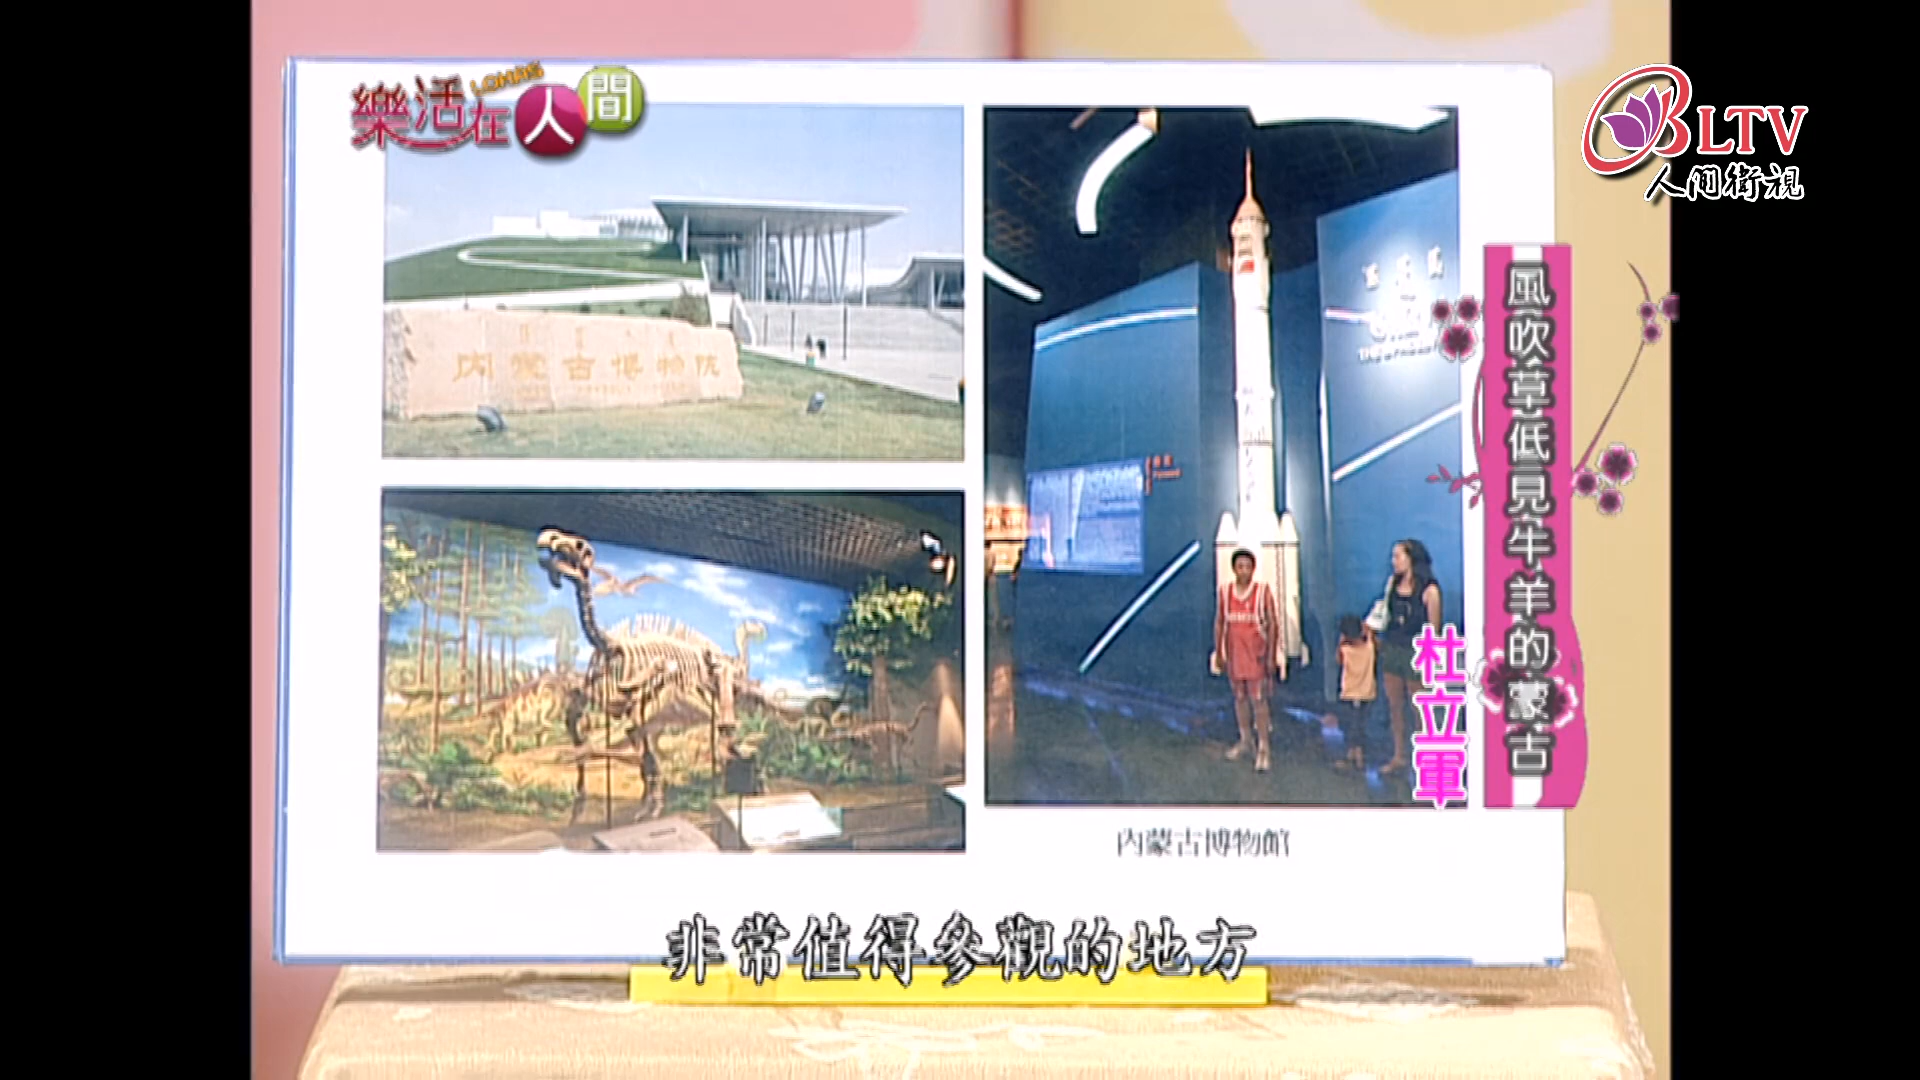 樂活在人間
LOHAS
BLTV
人間衛視
風吹草低見牛羊的蒙古
杜立軍
內蒙古博物院
內蒙古博物館
非常值得參觀的地方